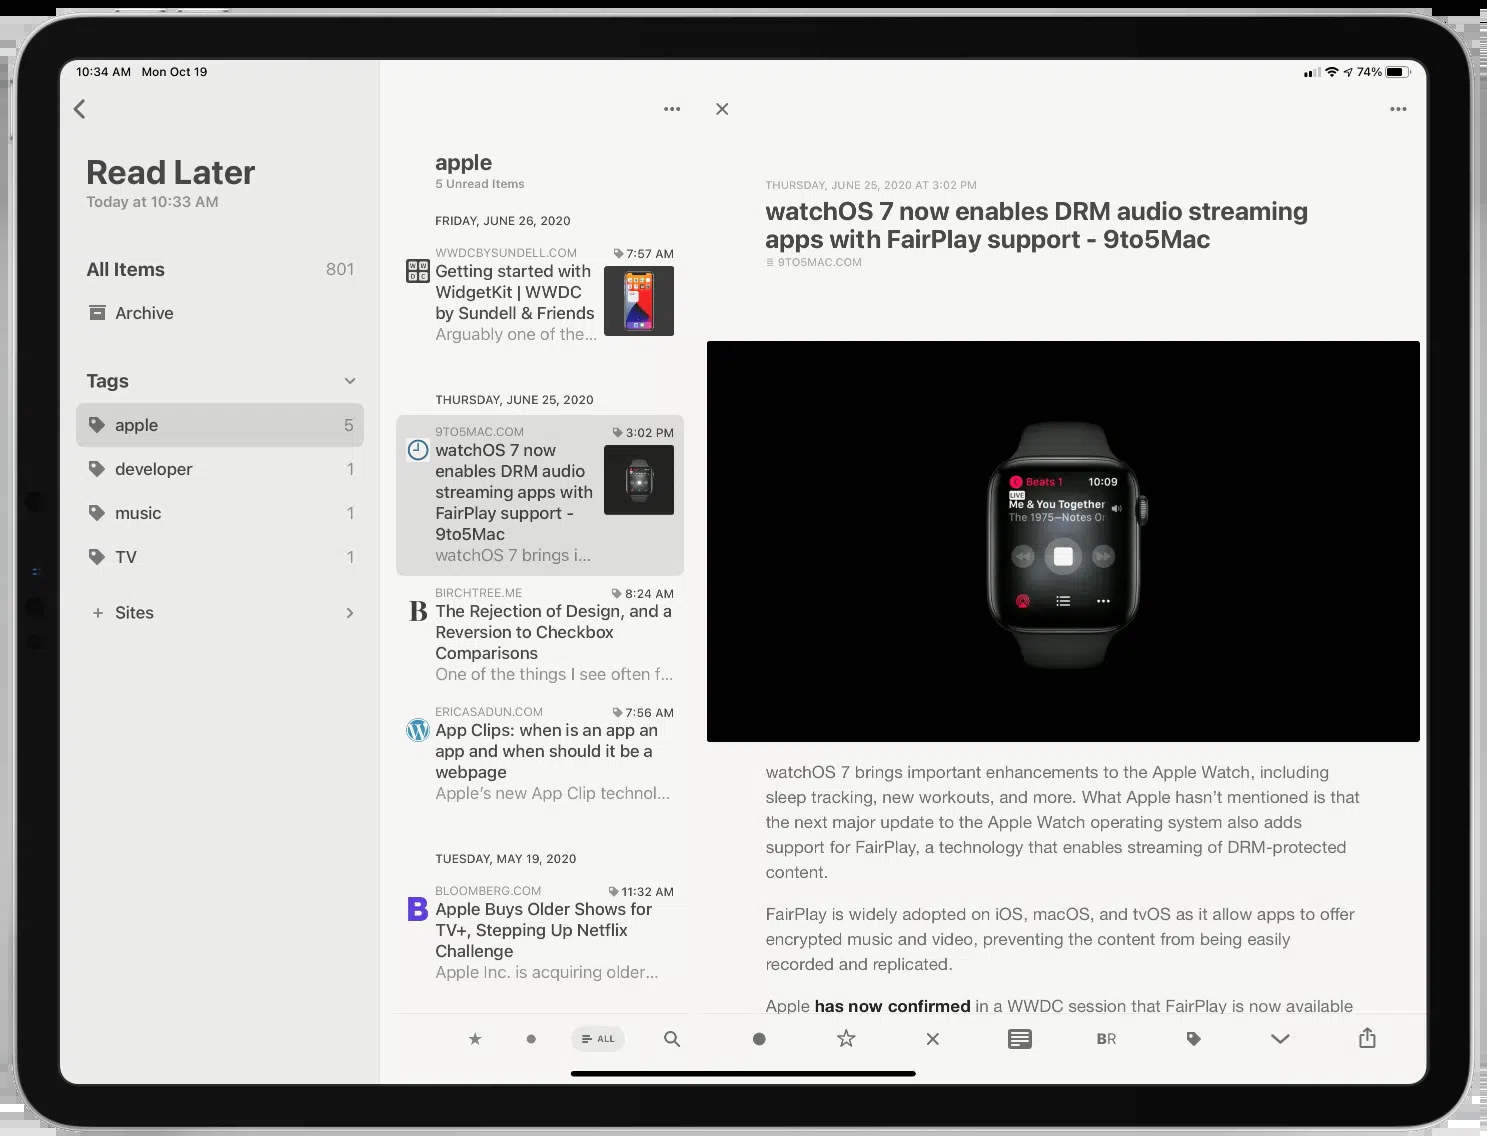 10:34 AM Mon Oct 19
74%
Read Later
Today at 10:33 AM
All Items 801
Archive
Tags
apple 5
developer 1
music 1
TV 1
+ Sites
apple
5 Unread Items
FRIDAY, JUNE 26, 2020
WWDCBYSUNDELL.COM 7:57 AM
W W
D C
Getting started with
WidgetKit | WWDC
by Sundell & Friends
Arguably one of the...
THURSDAY, JUNE 25, 2020
9TO5MAC.COM 3:02 PM
watchOS 7 now
enables DRM audio
streaming apps with
FairPlay support -
9to5Mac
watchOS 7 brings i...
BIRCHTREE.ME 8:24 AM
B
The Rejection of Design, and a
Reversion to Checkbox
Comparisons
One of the things I see often f...
ERICASADUN.COM 7:56 AM
W
App Clips: when is an app an
app and when should it be a
webpage
Apple’s new App Clip technol...
TUESDAY, MAY 19, 2020
BLOOMBERG.COM 11:32 AM
B
Apple Buys Older Shows for
TV+, Stepping Up Netflix
Challenge
Apple Inc. is acquiring older...
ALL
THURSDAY, JUNE 25, 2020 AT 3:02 PM
watchOS 7 now enables DRM audio streaming
apps with FairPlay support - 9to5Mac
9TO5MAC.COM
Beats 1 10:09
LIVE
Me & You Together
The 1975—Notes Or
watchOS 7 brings important enhancements to the Apple Watch, including
sleep tracking, new workouts, and more. What Apple hasn’t mentioned is that
the next major update to the Apple Watch operating system also adds
support for FairPlay, a technology that enables streaming of DRM-protected
content.
FairPlay is widely adopted on iOS, macOS, and tvOS as it allow apps to offer
encrypted music and video, preventing the content from being easily
recorded and replicated.
Apple has now confirmed in a WWDC session that FairPlay is now available
BR